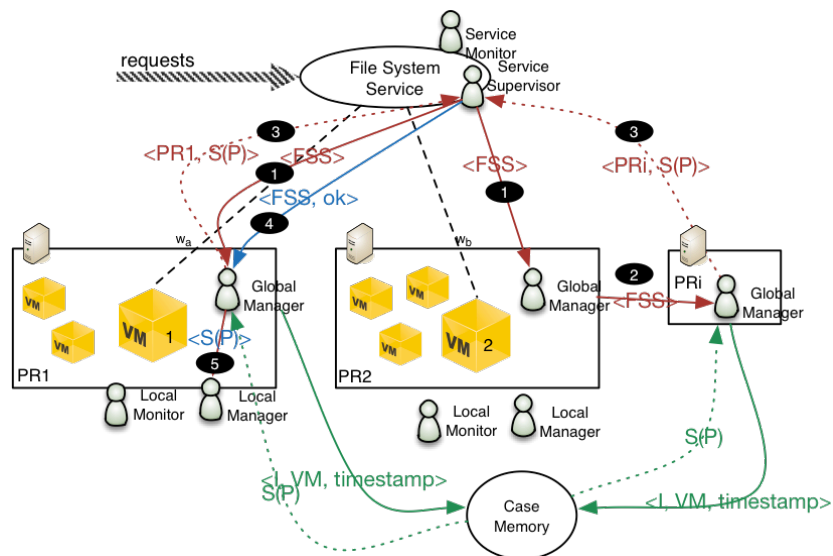 requests
Service
Monitor
File System
Service
Service
Supervisor
3
3
<PR1, S(P)>
<FSS>
<FSS>
<PRi, S(P)>
1
1
<FSS, ok>
4
wa
wb
2
<FSS>
PRi
Global
Manager
Global
Manager
Global
Manager
VM
VM
VM 1
<S(P)>
5
VM
VM
VM
VM 2
PR1
PR2
Local
Monitor
Local
Manager
Local
Monitor
Local
Manager
S(P)
<I, VM, timestamp>
S(P)
<I, VM, timestamp>
Case
Memory